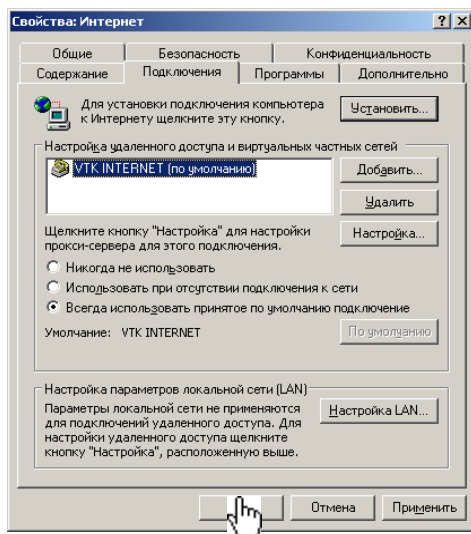 Свойства: Интернет
Общие
Безопасность
Конфиденциальность
Содержание
Подключения
Программы
Дополнительно
Для установки подключения компьютера
к Интернету щелкните эту кнопку.
Установить...
Настройка удаленного доступа и виртуальных частных сетей
VTK INTERNET (по умолчанию)
Добавить...
Удалить
Щелкните кнопку "Настройка" для настройки
прокси-сервера для этого подключения.
Настройка...
Никогда не использовать
Использовать при отсутствии подключения к сети
Всегда использовать принятое по умолчанию подключение
Умолчание: VTK INTERNET
По умолчанию
Настройка параметров локальной сети (LAN)
Параметры локальной сети не применяются
для подключений удаленного доступа. Для
настройки удаленного доступа щелкните
кнопку "Настройка", расположенную выше.
Настройка LAN...
Отмена
Применить